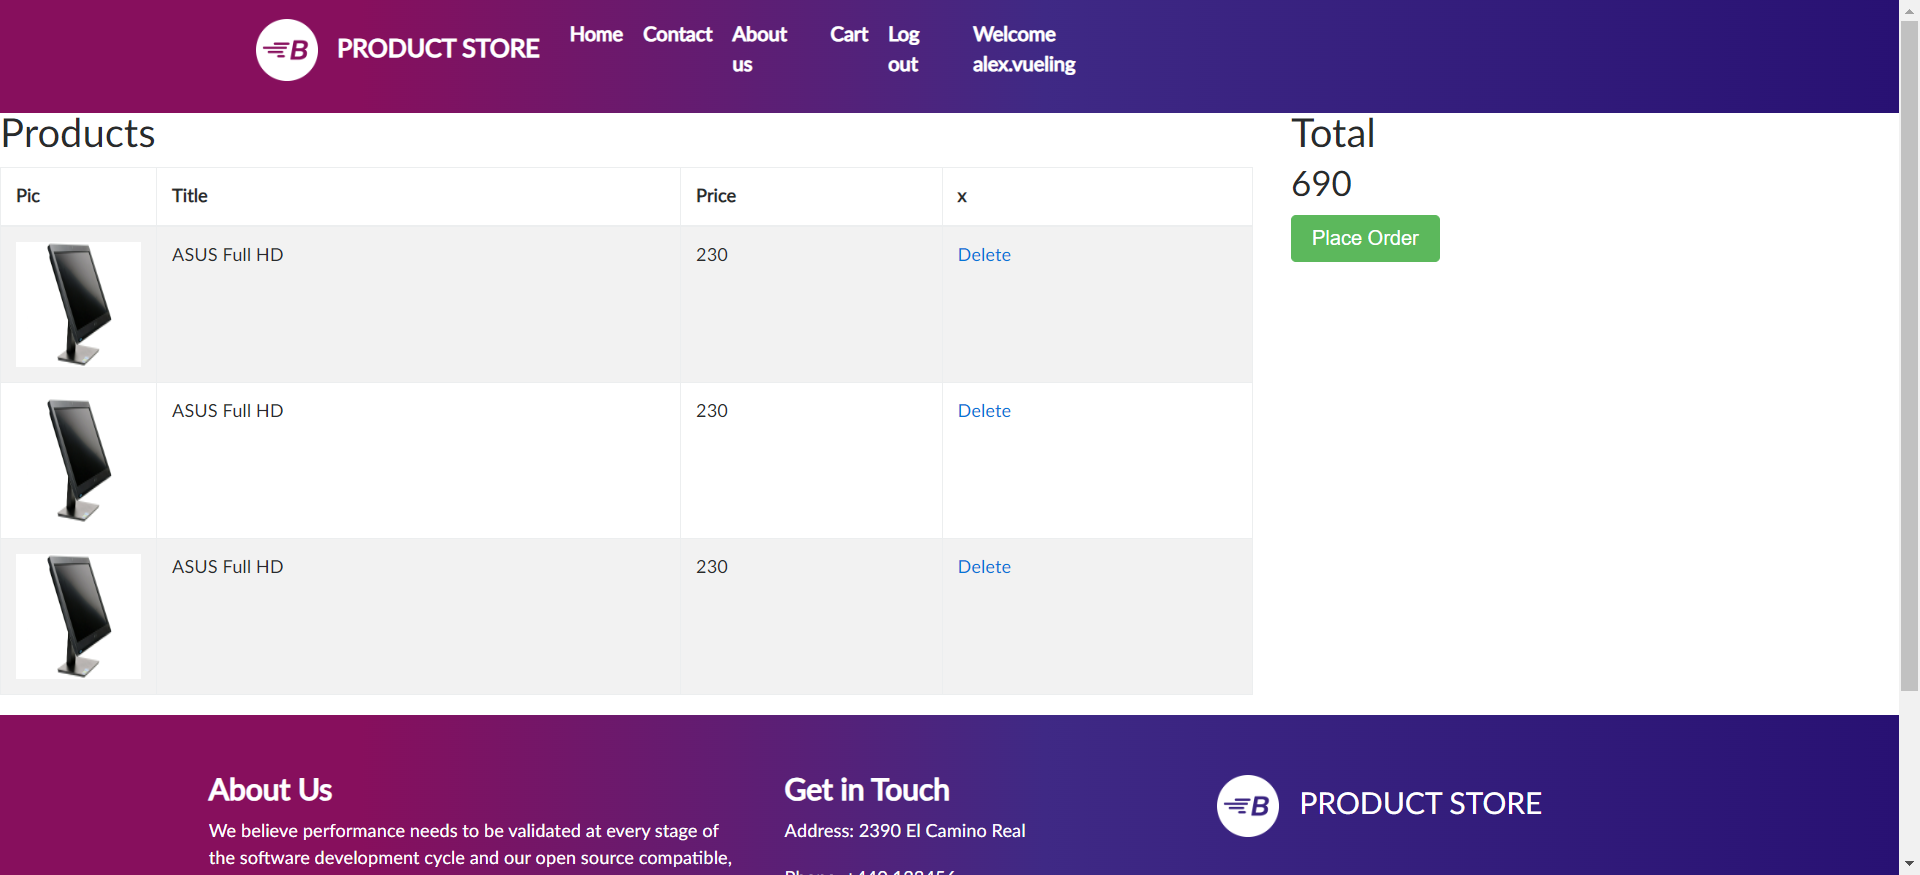 B PRODUCT STORE Home Contact About us Cart Log out Welcome alex.vueling
Products
Pic Title Price x
ASUS Full HD 230 Delete
ASUS Full HD 230 Delete
ASUS Full HD 230 Delete
Total
690
Place Order
About Us
We believe performance needs to be validated at every stage of
the software development cycle and our open source compatible,
Get in Touch
Address: 2390 El Camino Real
B PRODUCT STORE